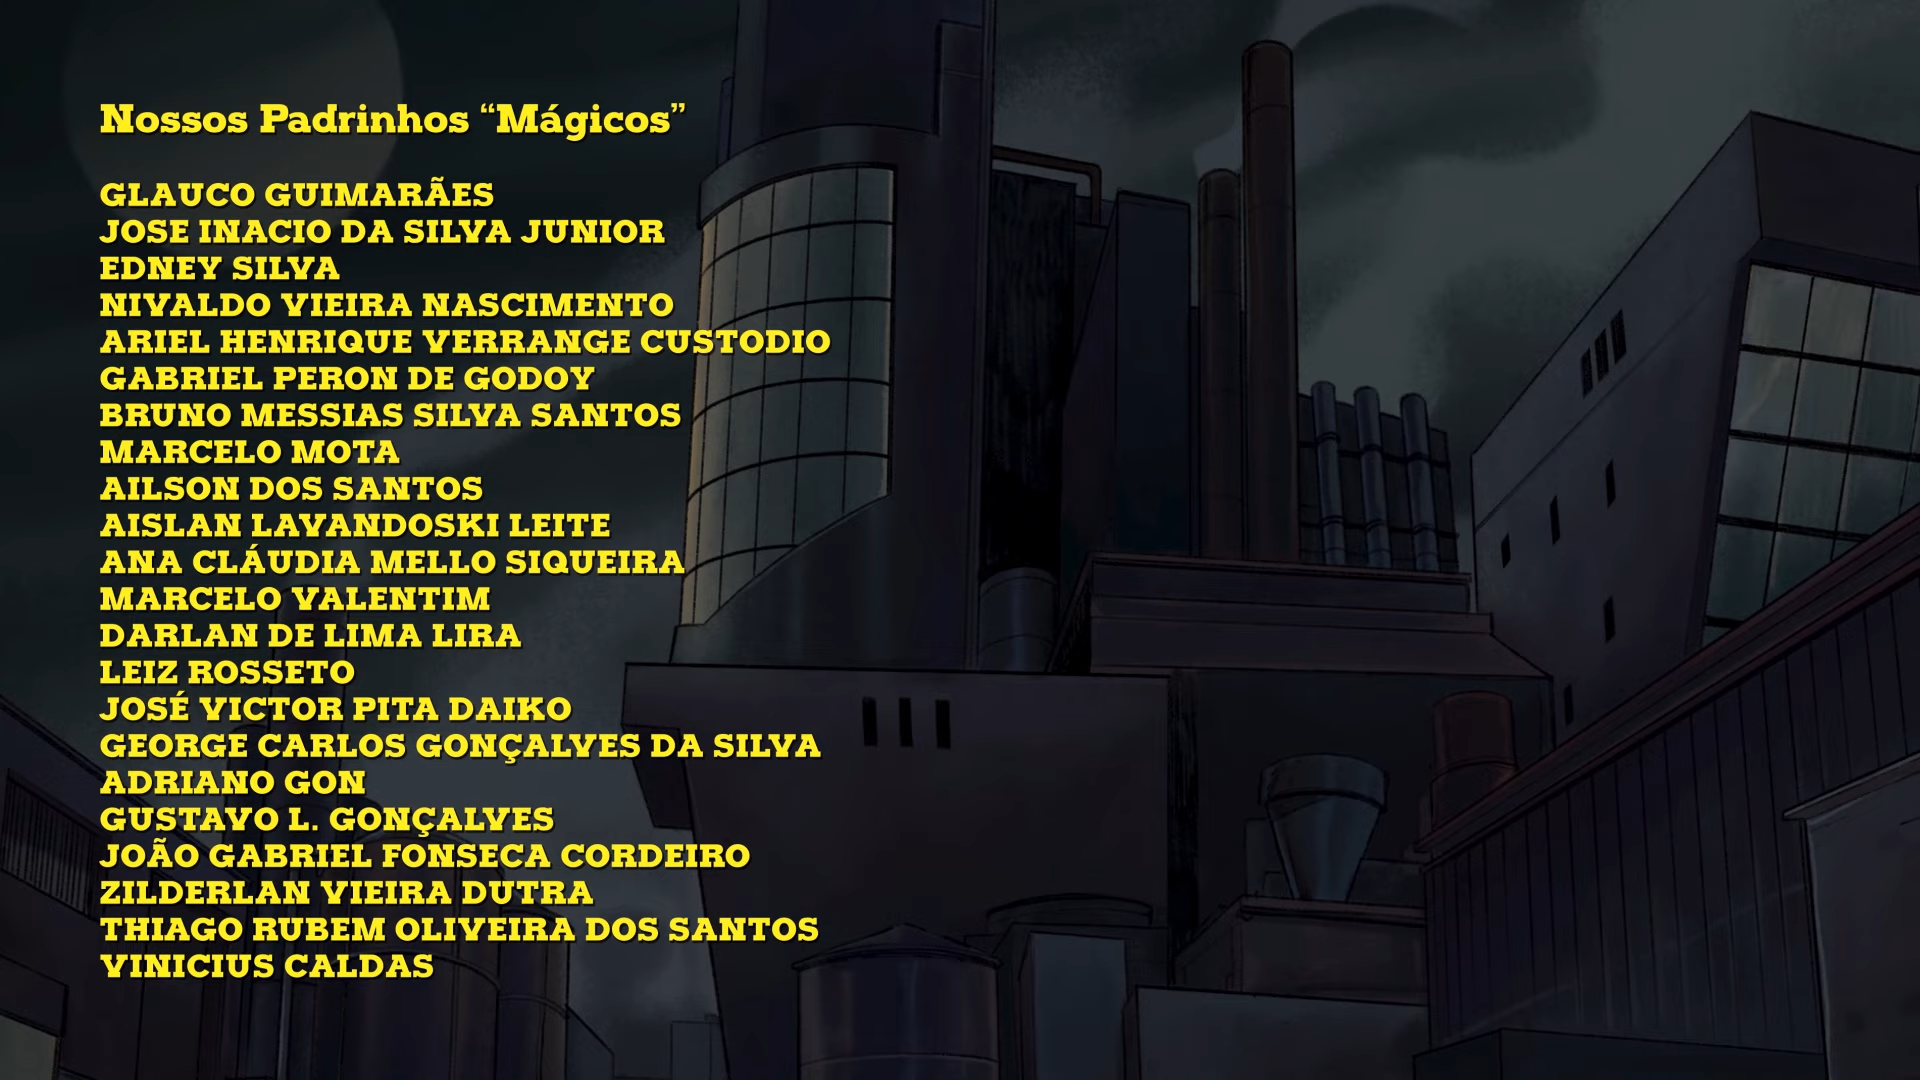 Nossos Padrinhos “Mágicos”
GLAUCO GUIMARÃES
JOSE INACIO DA SILVA JUNIOR
EDNEY SILVA
NIVALDO VIEIRA NASCIMENTO
ARIEL HENRIQUE VERRANGE CUSTODIO
GABRIEL PERON DE GODOY
BRUNO MESSIAS SILVA SANTOS
MARCELO MOTA
AILSON DOS SANTOS
AISLAN LAVANDOSKI LEITE
ANA CLÁUDIA MELLO SIQUEIRA
MARCELO VALENTIM
DARLAN DE LIMA LIRA
LEIZ ROSSETO
JOSÉ VICTOR PITA DAIKO
GEORGE CARLOS GONÇALVES DA SILVA
ADRIANO GON
GUSTAVO L. GONÇALVES
JOÃO GABRIEL FONSECA CORDEIRO
ZILDERLAN VIEIRA DUTRA
THIAGO RUBEM OLIVEIRA DOS SANTOS
VINICIUS CALDAS